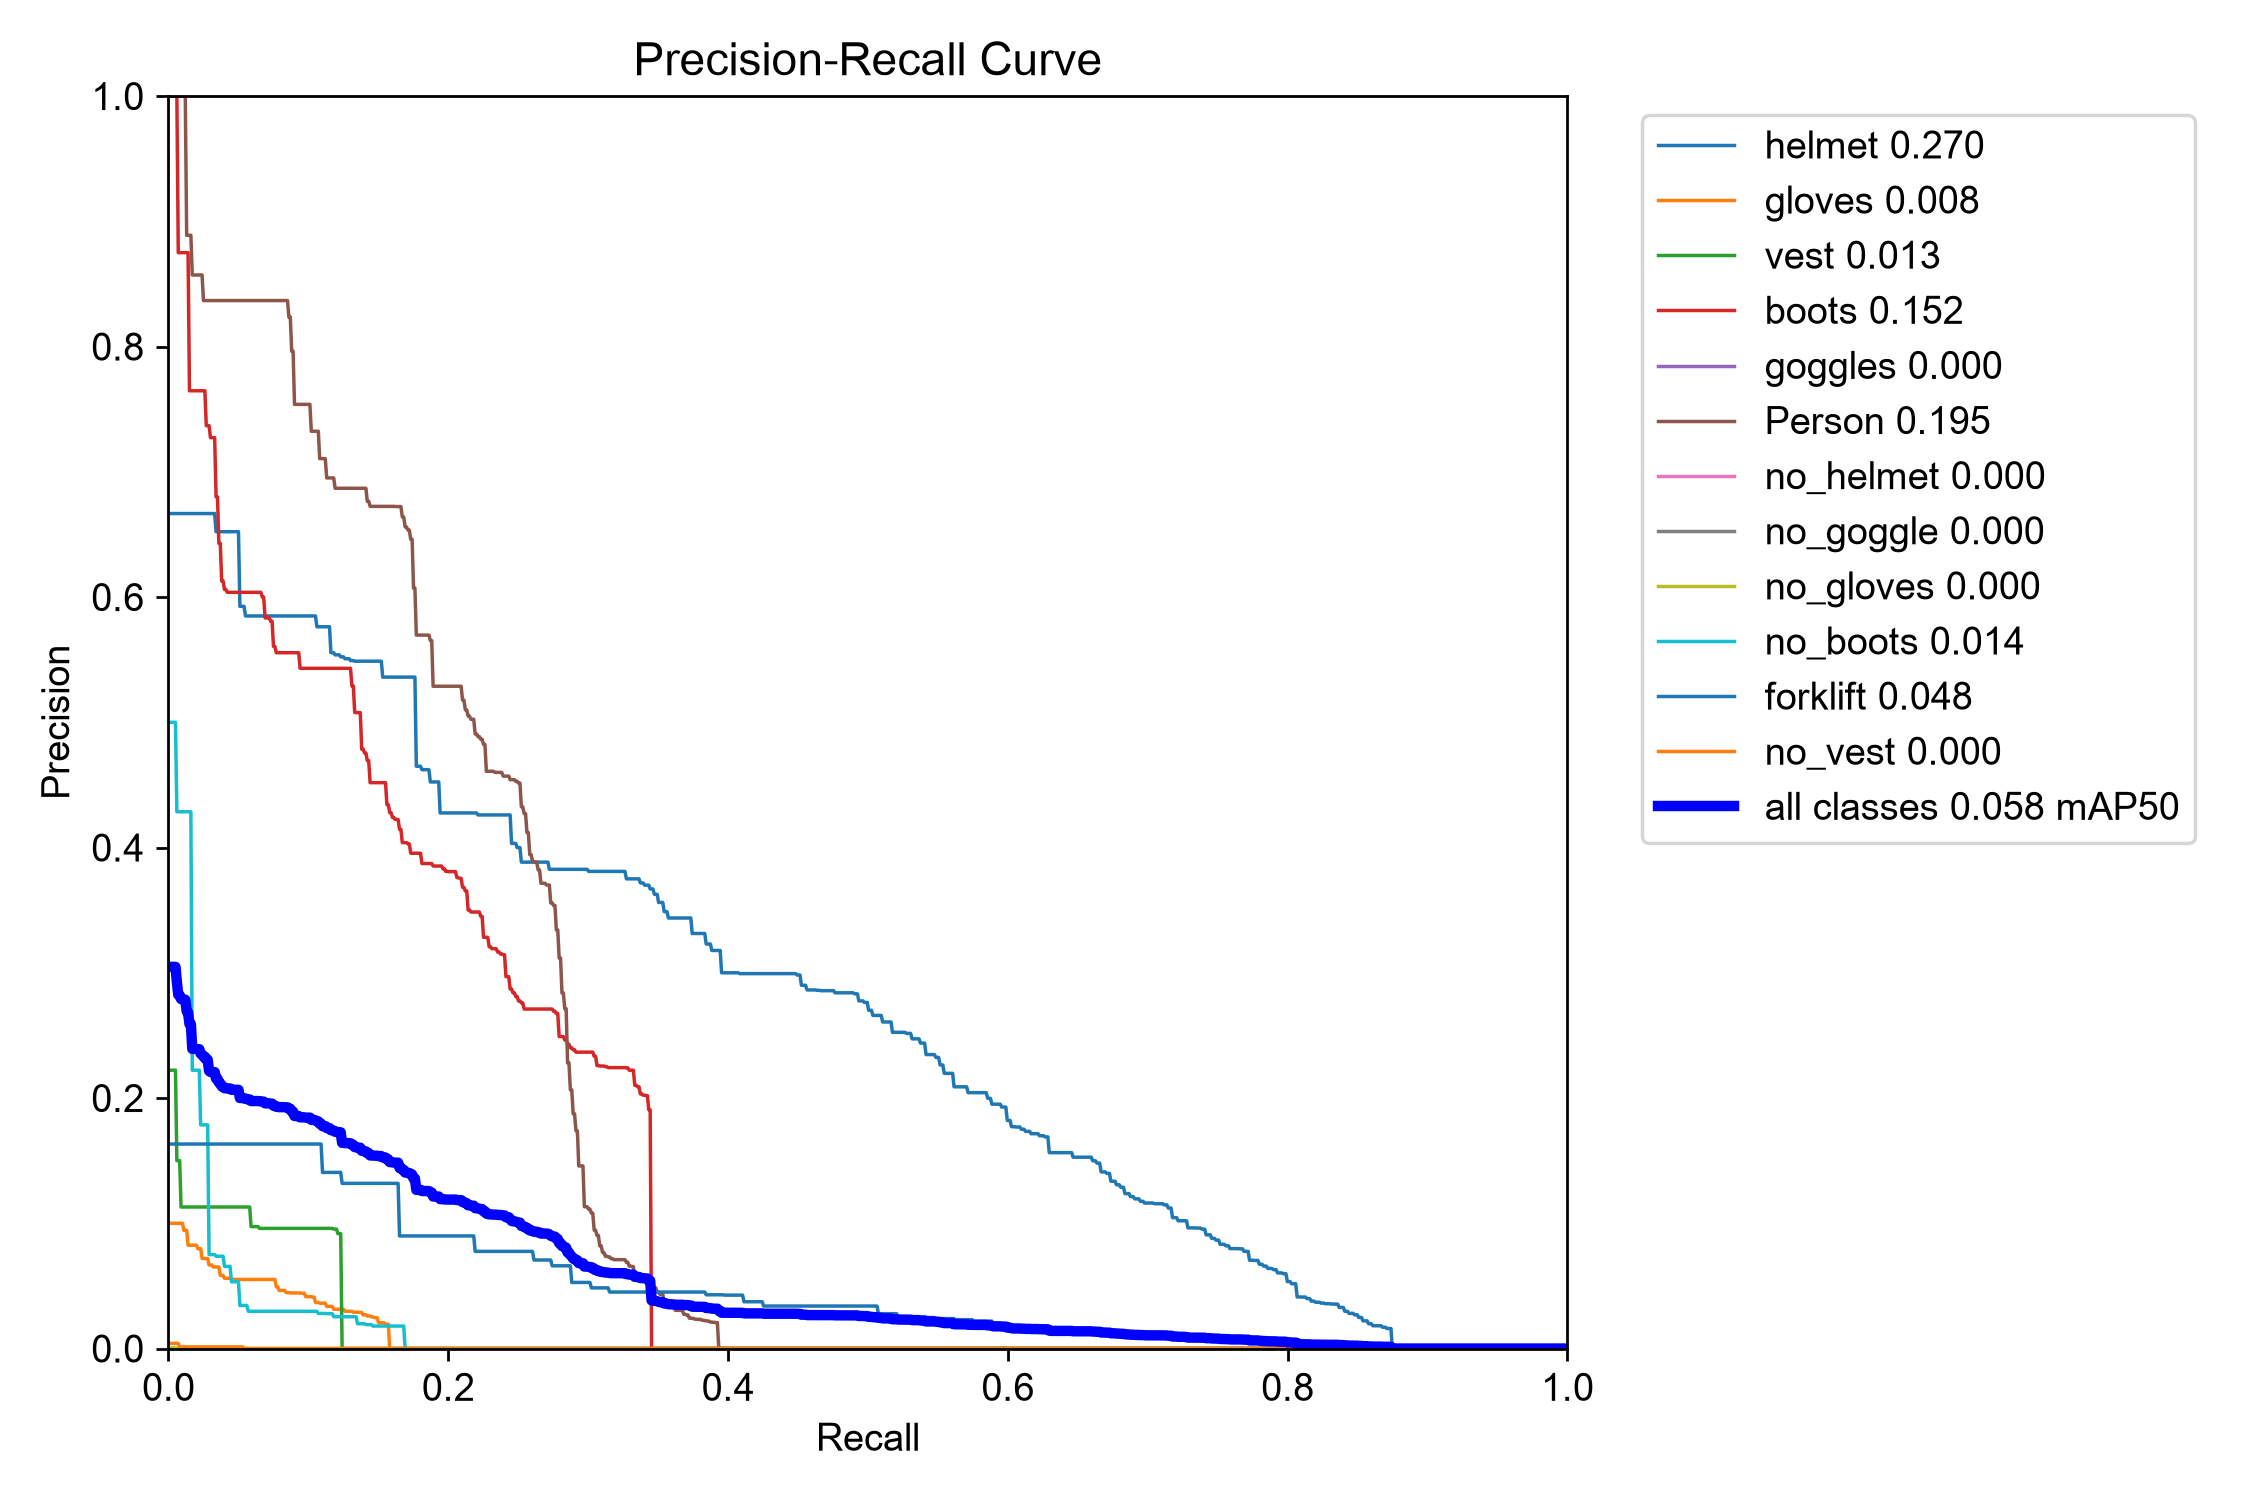 Precision-Recall Curve
1.0
0.8
0.6
0.4
0.2
0.0
Precision
0.0 0.2 0.4 0.6 0.8 1.0
Recall
helmet 0.270
gloves 0.008
vest 0.013
boots 0.152
goggles 0.000
Person 0.195
no_helmet 0.000
no_goggle 0.000
no_gloves 0.000
no_boots 0.014
forklift 0.048
no_vest 0.000
all classes 0.058 mAP50